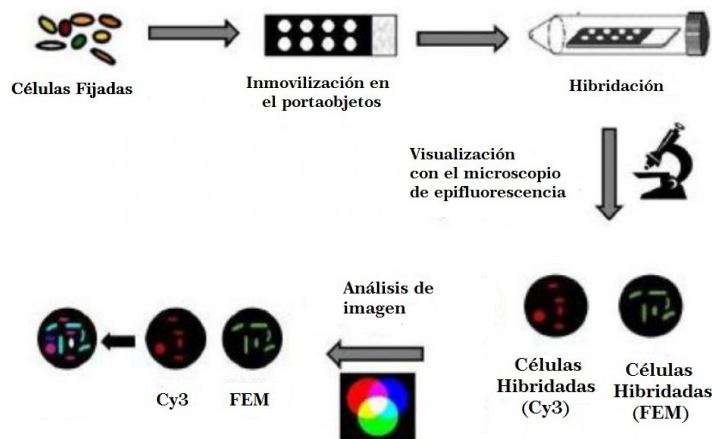 Células Fijadas
Inmovilización en
el portaobjetos
Hibridación
Visualización
con el microscopio
de epifluorescencia
Células
Hibridadas
(Cy3)
Células
Hibridadas
(FEM)
Análisis de
imagen
Cy3
FEM